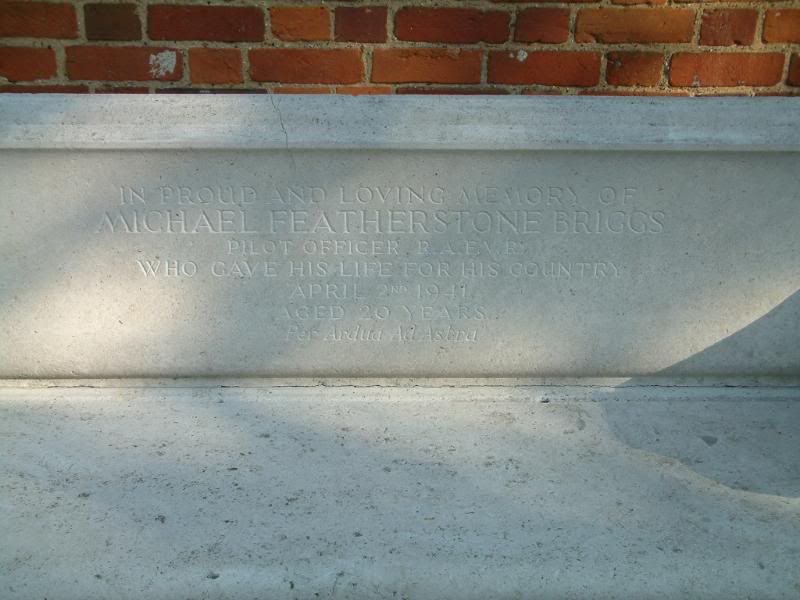 IN PROUD AND LOVING MEMORY OF
MICHAEL FEATHERSTONE BRIGGS
PILOT OFFICER, R.A.F.V.R.
WHO GAVE HIS LIFE FOR HIS COUNTRY
APRIL 2ND 1941
AGED 20 YEARS.
Per Ardua Ad Astra